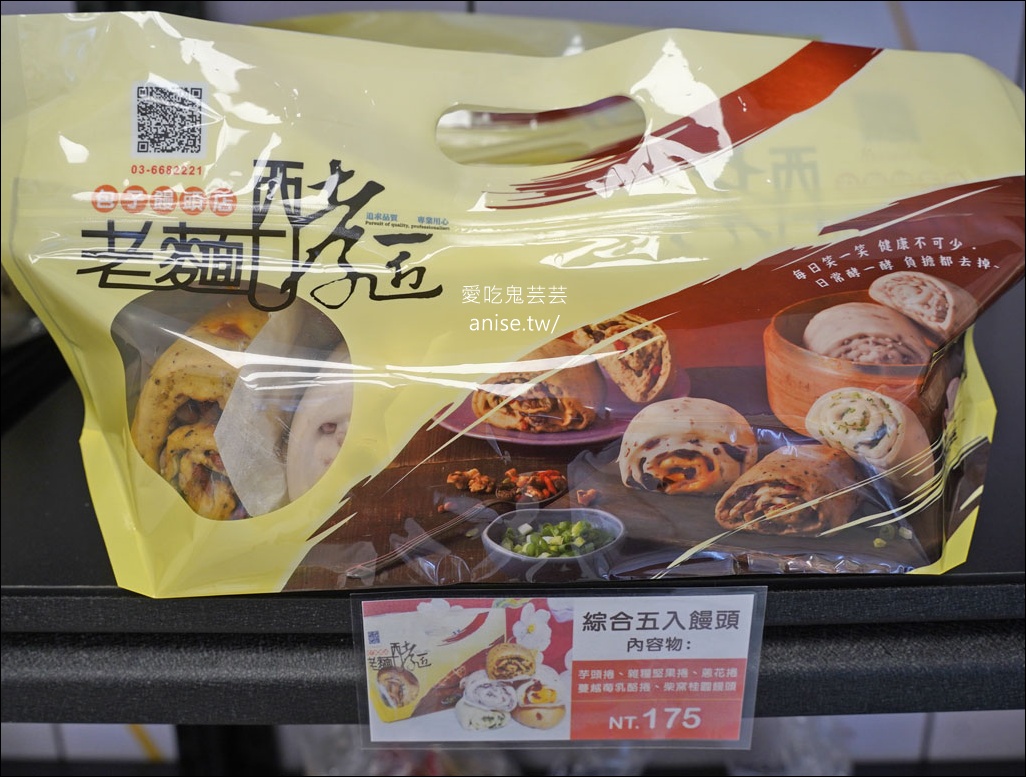 03-6682221
包子饅頭店
老麵酵匠
追求品質 專業用心
Pursuit of quality, professionalism
每日笑一笑 健康不可少、
日常酵一酵 負擔都去掉、
愛吃鬼芸芸
anise.tw/
綜合五入饅頭
內容物:
芋頭捲、雜糧堅果捲、蔥花捲
蔓越莓乳酪捲、柴窯桂圓饅頭
NT.175